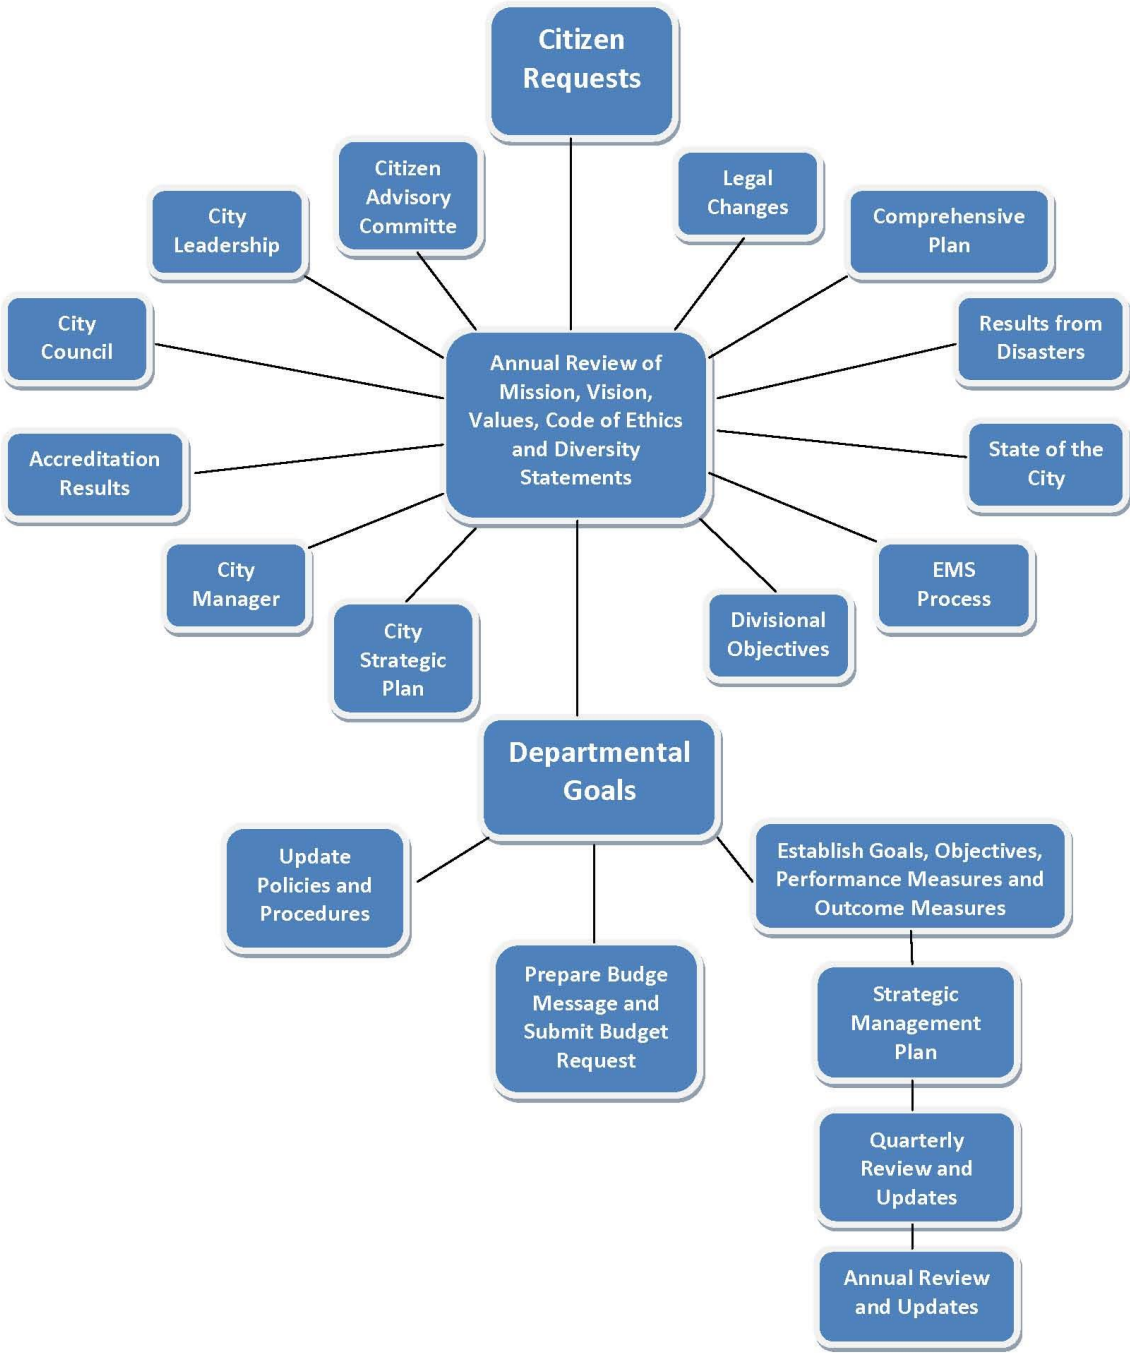 Citizen
Requests
Citizen
Advisory
Committe
Legal
Changes
City
Leadership
Comprehensive
Plan
City
Council
Results from
Disasters
Annual Review of
Mission, Vision,
Values, Code of Ethics
and Diversity
Statements
Accreditation
Results
State of the
City
City
Manager
EMS
Process
City
Strategic
Plan
Divisional
Objectives
Departmental
Goals
Update
Policies and
Procedures
Establish Goals, Objectives,
Performance Measures and
Outcome Measures
Prepare Budge
Message and
Submit Budget
Request
Strategic
Management
Plan
Quarterly
Review and
Updates
Annual Review
and Updates